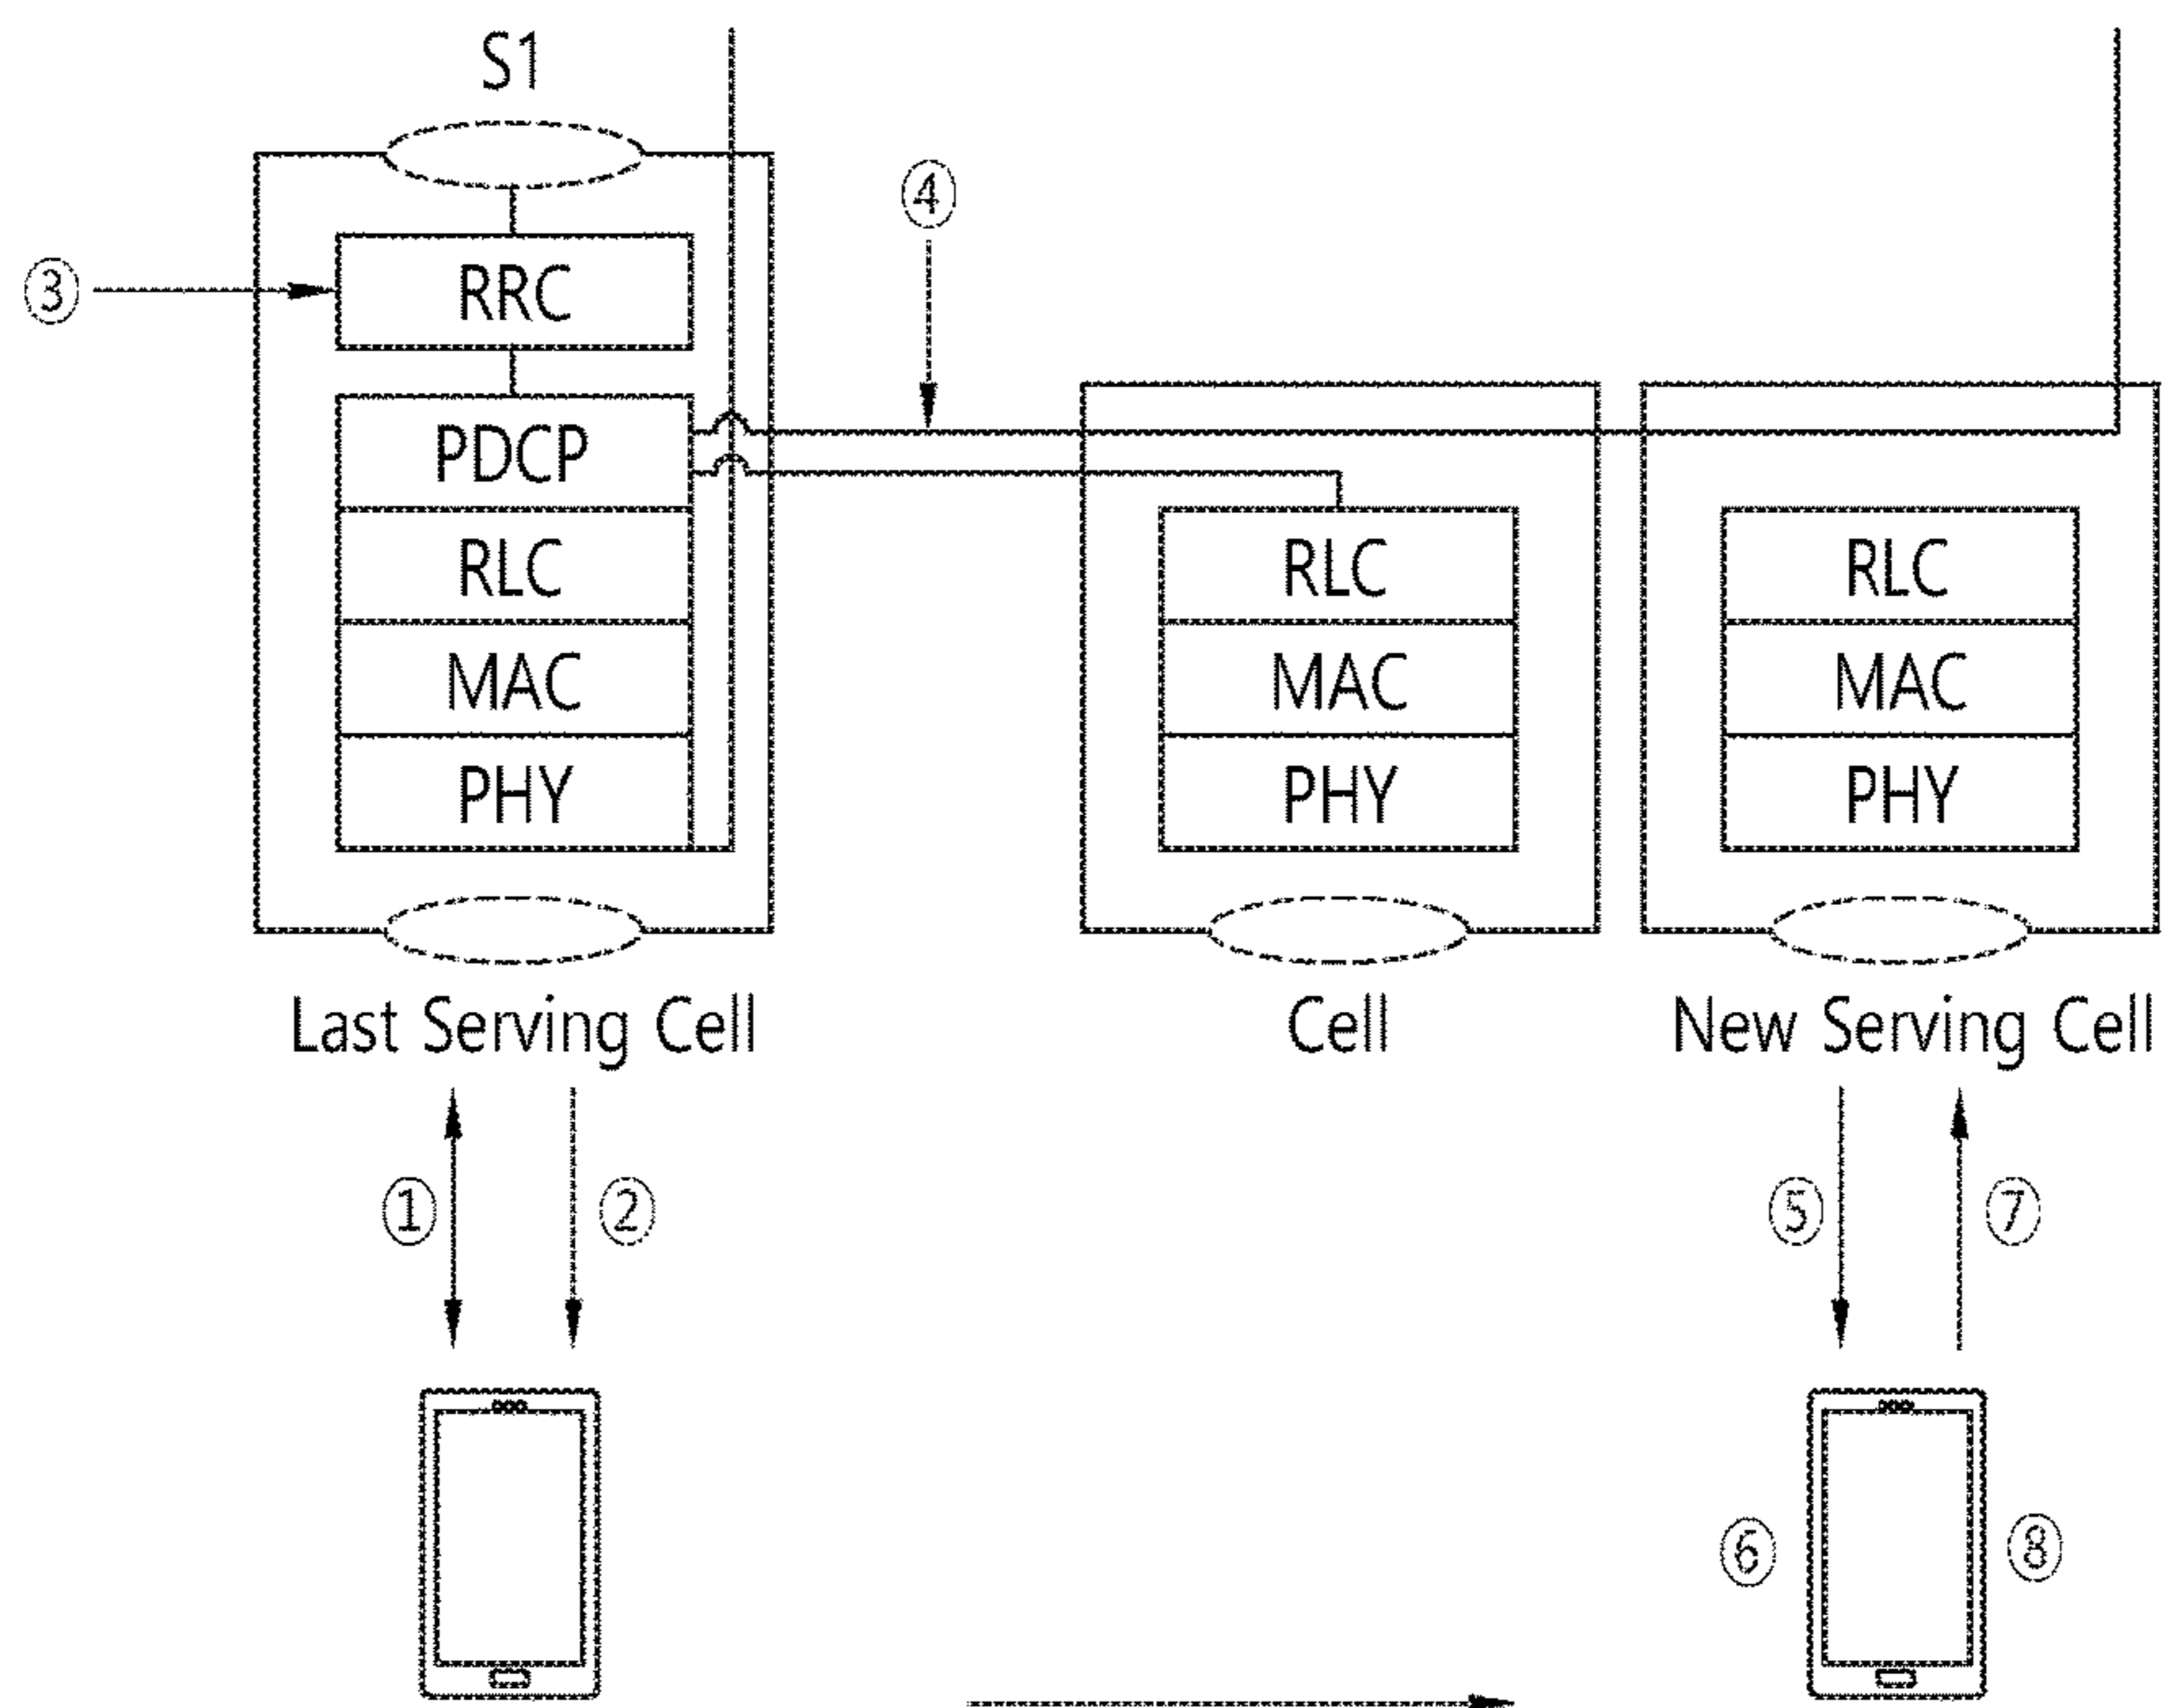 S1
④
③
RRC
PDCP
RLC
MAC
PHY
RLC
MAC
PHY
RLC
MAC
PHY
Last Serving Cell
Cell
New Serving Cell
①
②
⑤
⑦
⑥
⑧